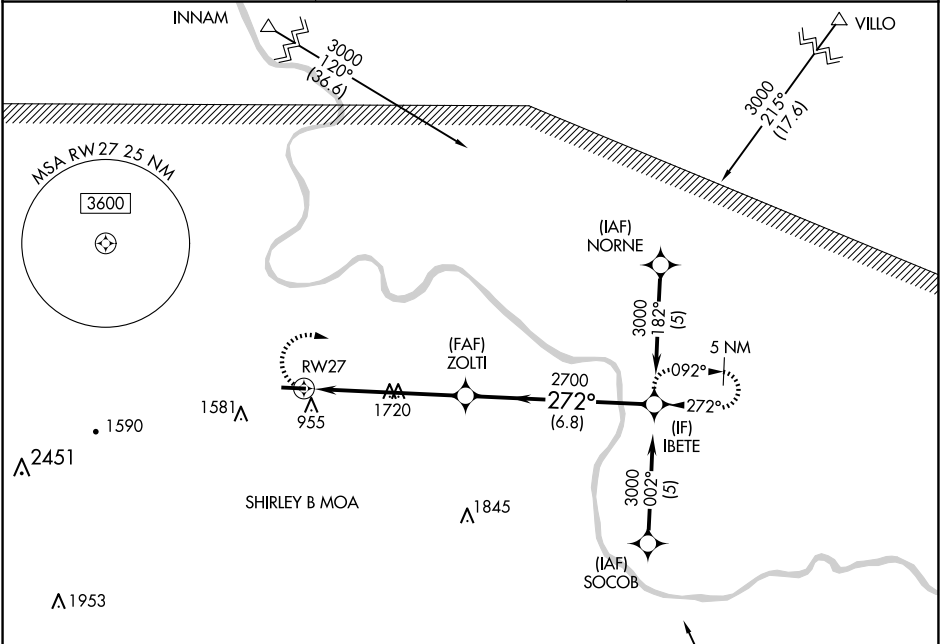 INNAM
3000
120°
(36.6)
VILLO
3000
215°
(17.6)
MSA RW27 25 NM
3600
(IAF)
NORNE
3000
182°
(5)
5 NM
092°
272°
(IF)
IBETE
(FAF)
ZOLTI
2700
272°
(6.8)
RW27
1720
955
1581
1590
2451
SHIRLEY B MOA
1845
3000
002°
(5)
(IAF)
SOCOB
1953